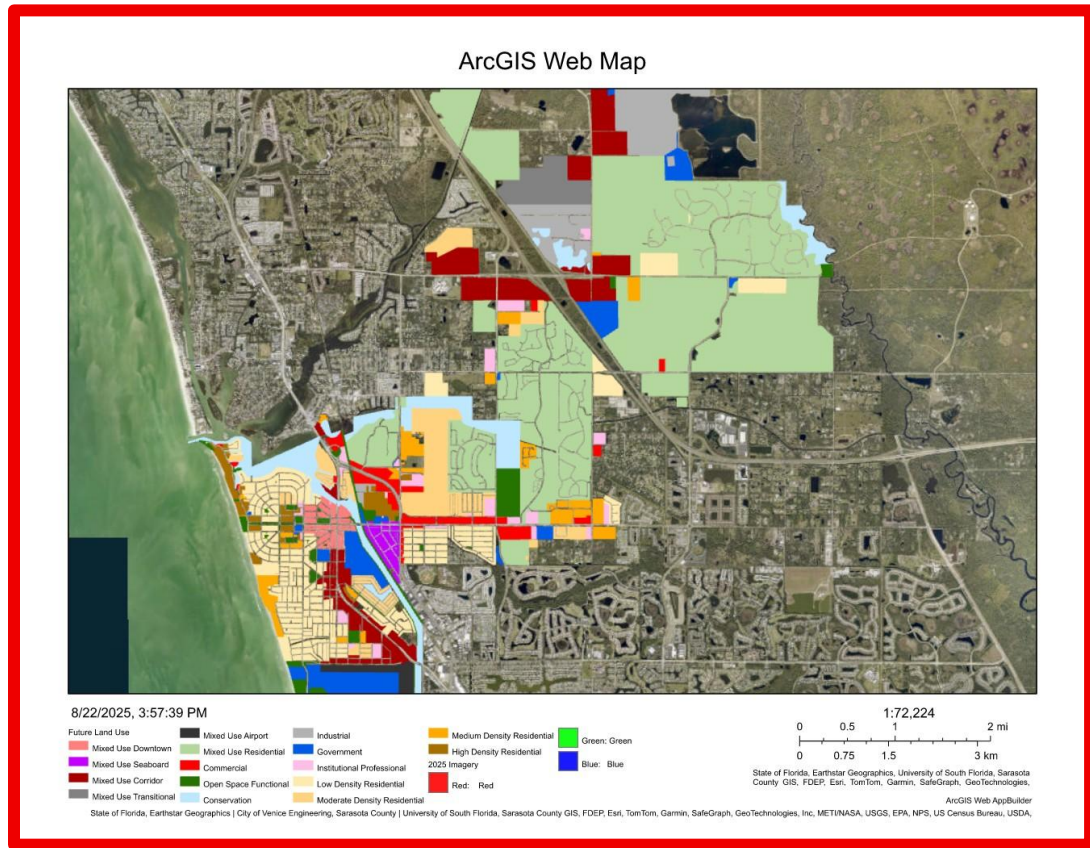 ArcGIS Web Map
8/22/2025, 3:57:39 PM
1:72,224
0 0.5 1 2 mi
0 0.75 1.5 3 km
Future Land Use
Mixed Use Downtown
Mixed Use Seaboard
Mixed Use Corridor
Mixed Use Transitional
Mixed Use Airport
Mixed Use Residential
Commercial
Open Space Functional
Conservation
Industrial
Government
Institutional Professional
Low Density Residential
Moderate Density Residential
Medium Density Residential
High Density Residential
2025 Imagery
Red: Red
Green: Green
Blue: Blue
State of Florida, Earthstar Geographics, University of South Florida, Sarasota
County GIS, FDEP, Esri, TomTom, Garmin, SafeGraph, GeoTechnologies,
ArcGIS Web AppBuilder
State of Florida, Earthstar Geographics | City of Venice Engineering, Sarasota County | University of South Florida, Sarasota County GIS, FDEP, Esri, TomTom, Garmin, SafeGraph, GeoTechnologies, Inc, METI/NASA, USGS, EPA, NPS, US Census Bureau, USDA,